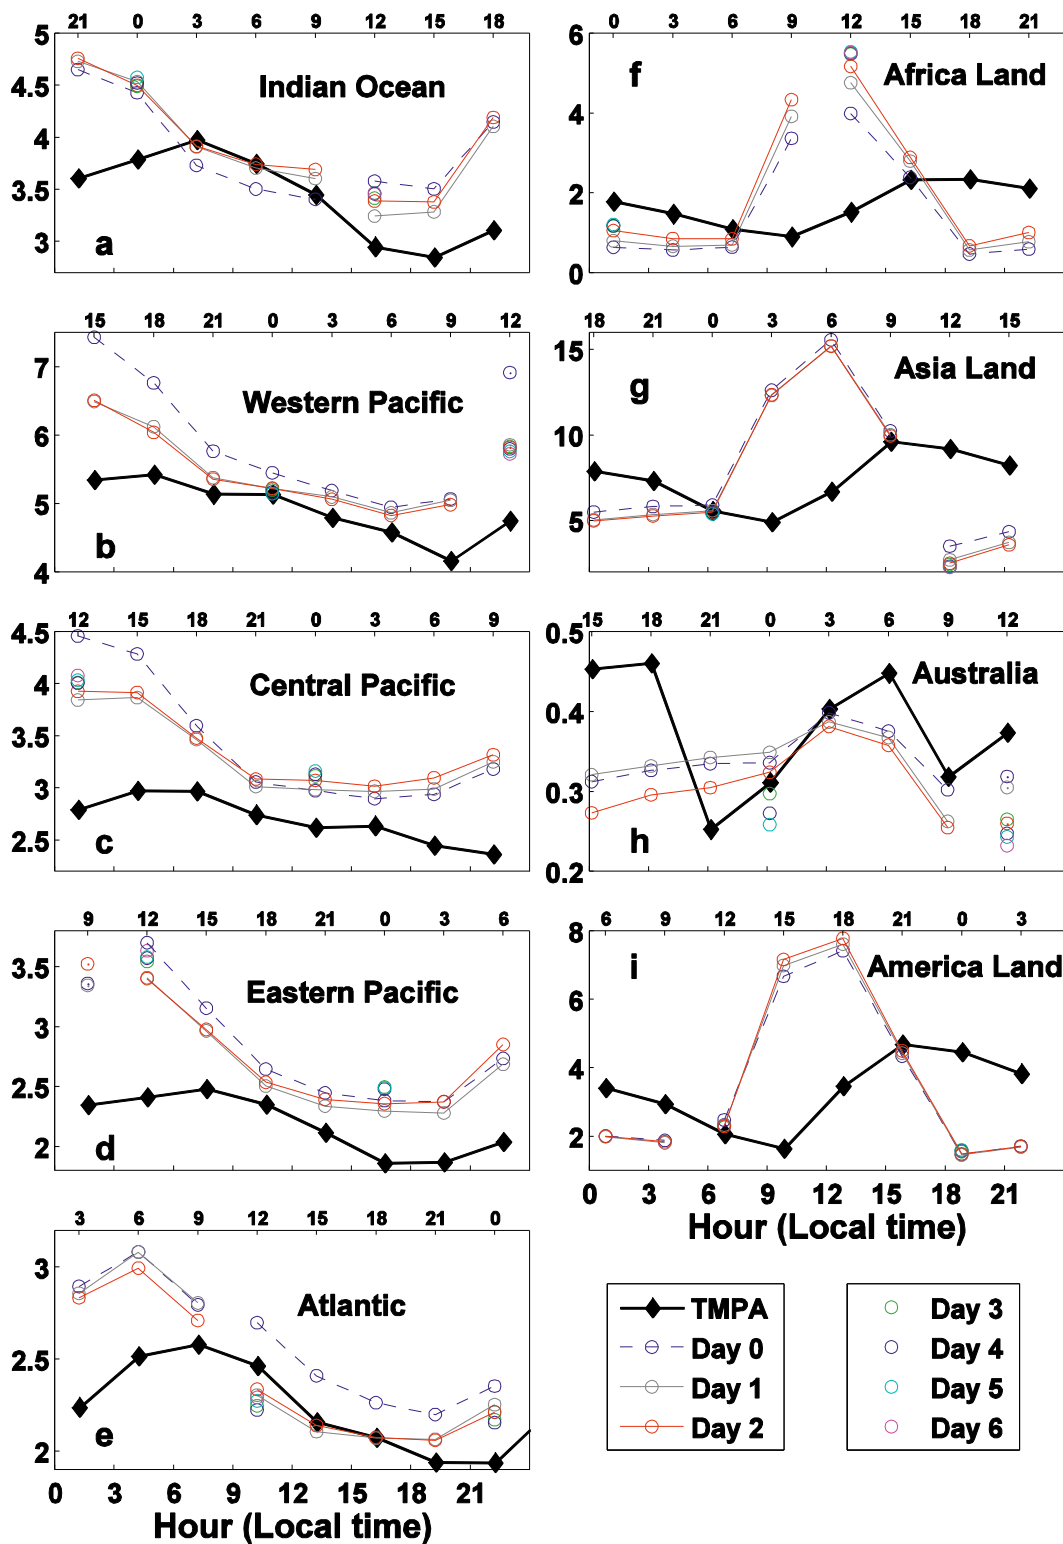 21 0 3 6 9 12 15 18
5
4.5
4
3.5
3
Indian Ocean
a
15 18 21 0 3 6 9 12
7
6
5
4
Western Pacific
b
12 15 18 21 0 3 6 9
4.5
4
3.5
3
2.5
Central Pacific
c
9 12 15 18 21 0 3 6
3.5
3
2.5
2
Eastern Pacific
d
3 6 9 12 15 18 21 0
3
2.5
2
Atlantic
e
0 3 6 9 12 15 18 21
Hour (Local time)
0 3 6 9 12 15 18 21
6
4
2
0
f
Africa Land
18 21 0 3 6 9 12 15
15
10
5
g
Asia Land
15 18 21 0 3 6 9 12
0.5
0.4
0.3
0.2
Australia
h
6 9 12 15 18 21 0 3
8
6
4
2
i
America Land
0 3 6 9 12 15 18 21
Hour (Local time)
TMPA
Day 0
Day 1
Day 2
Day 3
Day 4
Day 5
Day 6